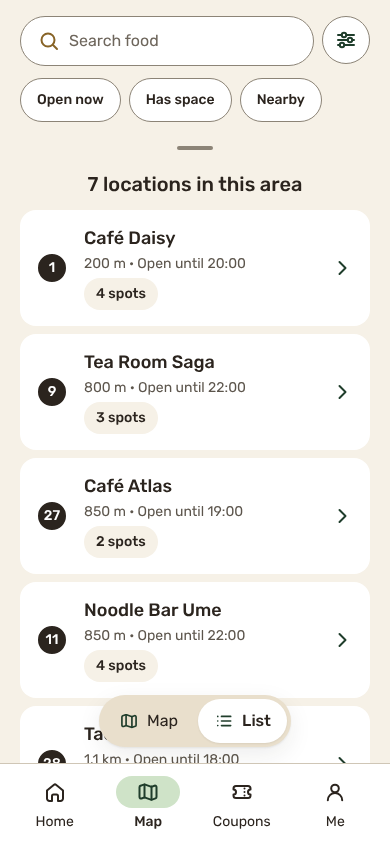 Search food
Open now
Has space
Nearby
7 locations in this area
Café Daisy
1
200 m • Open until 20:00
4 spots
Tea Room Saga
9
800 m • Open until 22:00
3 spots
Café Atlas
27
850 m • Open until 19:00
2 spots
Noodle Bar Ume
11
850 m • Open until 22:00
4 spots
Map
List
1.1 km • Open until 18:00
Home
Map
Coupons
Me